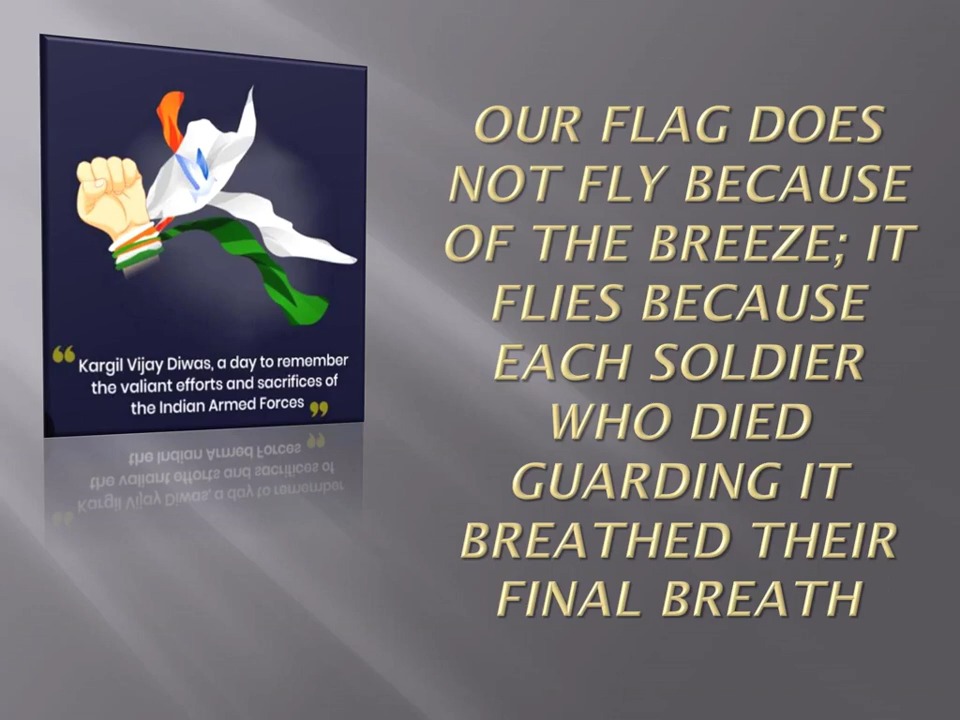 “ Kargil Vijay Diwas, a day to remember
the valiant efforts and sacrifices of
the Indian Armed Forces ”
OUR FLAG DOES
NOT FLY BECAUSE
OF THE BREEZE; IT
FLIES BECAUSE
EACH SOLDIER
WHO DIED
GUARDING IT
BREATHED THEIR
FINAL BREATH